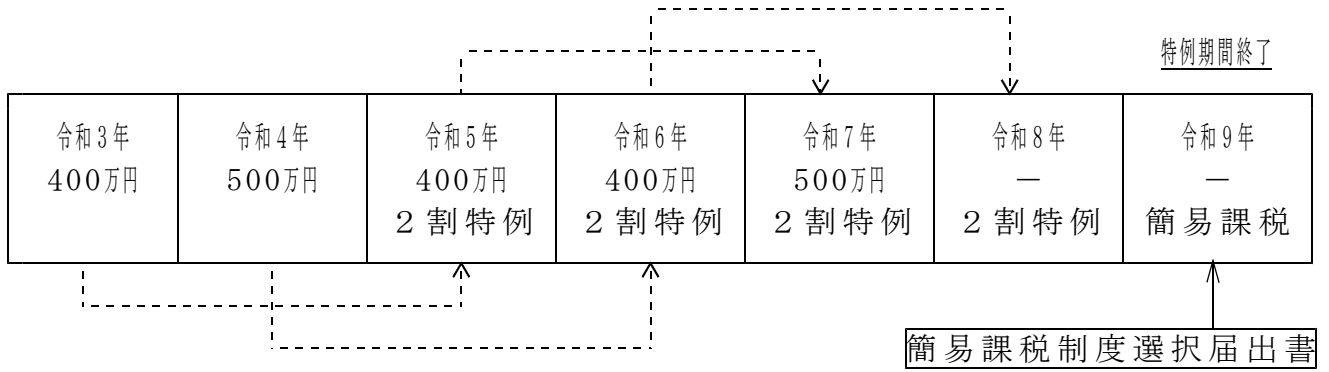 特例期間終了
令和3年
400万円
令和4年
500万円
令和5年
400万円
2割特例
令和6年
400万円
2割特例
令和7年
500万円
2割特例
令和8年
—
2割特例
令和9年
—
簡易課税
簡易課税制度選択届出書